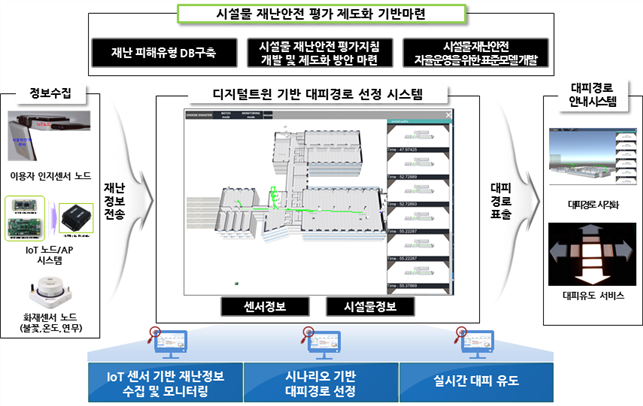 시설물 재난안전 평가 제도화 기반마련
재난 피해유형 DB구축
시설물 재난안전 평가지침
개발 및 제도화 방안 마련
시설물재난안전
자율운영을 위한 표준모델 개발
정보수집
이용자 인지센서 노드
IoT 노드/AP
시스템
화재센서 노드
(불꽃,온도,연무)
재난
정보
전송
디지털트윈 기반 대피경로 선정 시스템
CHOOSE DISASTER
MONITORING
mode
센서정보
시설물정보
대피
경로
표출
대피경로
안내시스템
대피경로 시각화
대피유도 서비스
IoT 센서 기반 재난정보
수집 및 모니터링
시나리오 기반
대피경로 선정
실시간 대피 유도